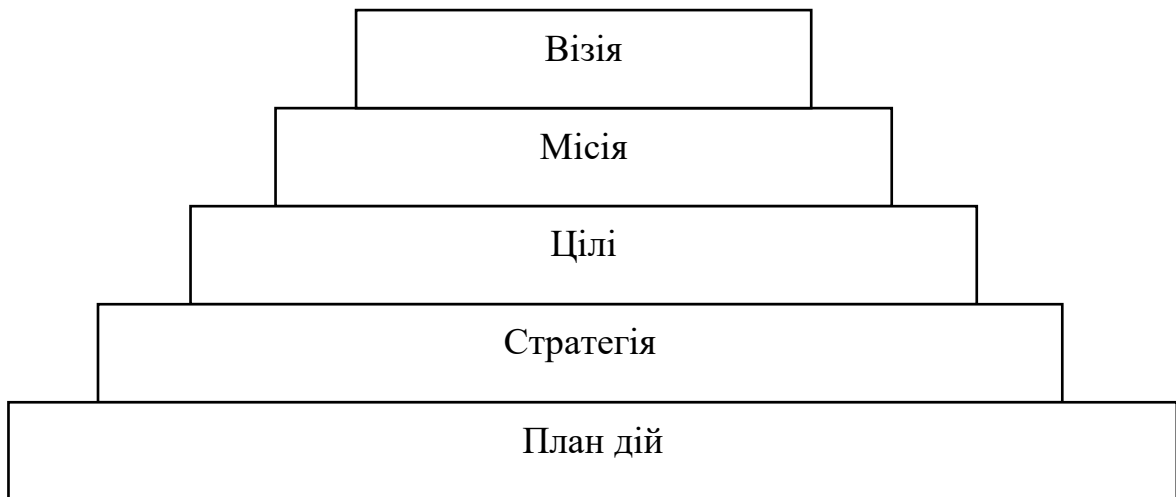 Візія
Місія
Цілі
Стратегія
План дій